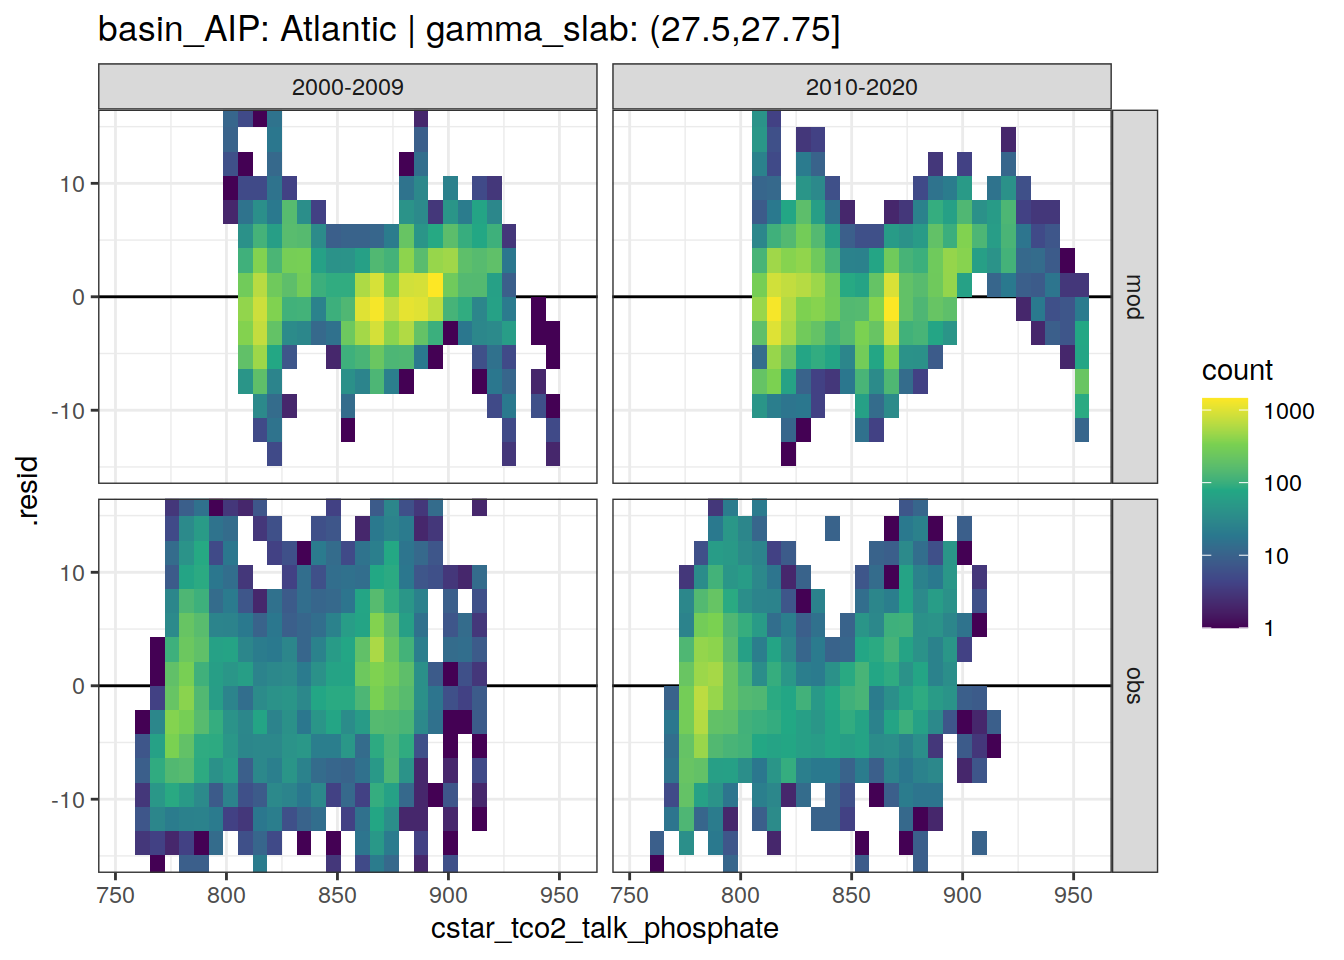 basin_AIP: Atlantic | gamma_slab: (27.5,27.75]
2000-2009
2010-2020
10
0
-10
mod
10
0
-10
obs
.resid
750 800 850 900 950
750 800 850 900 950
cstar_tco2_talk_phosphate
count
1000
100
10
1